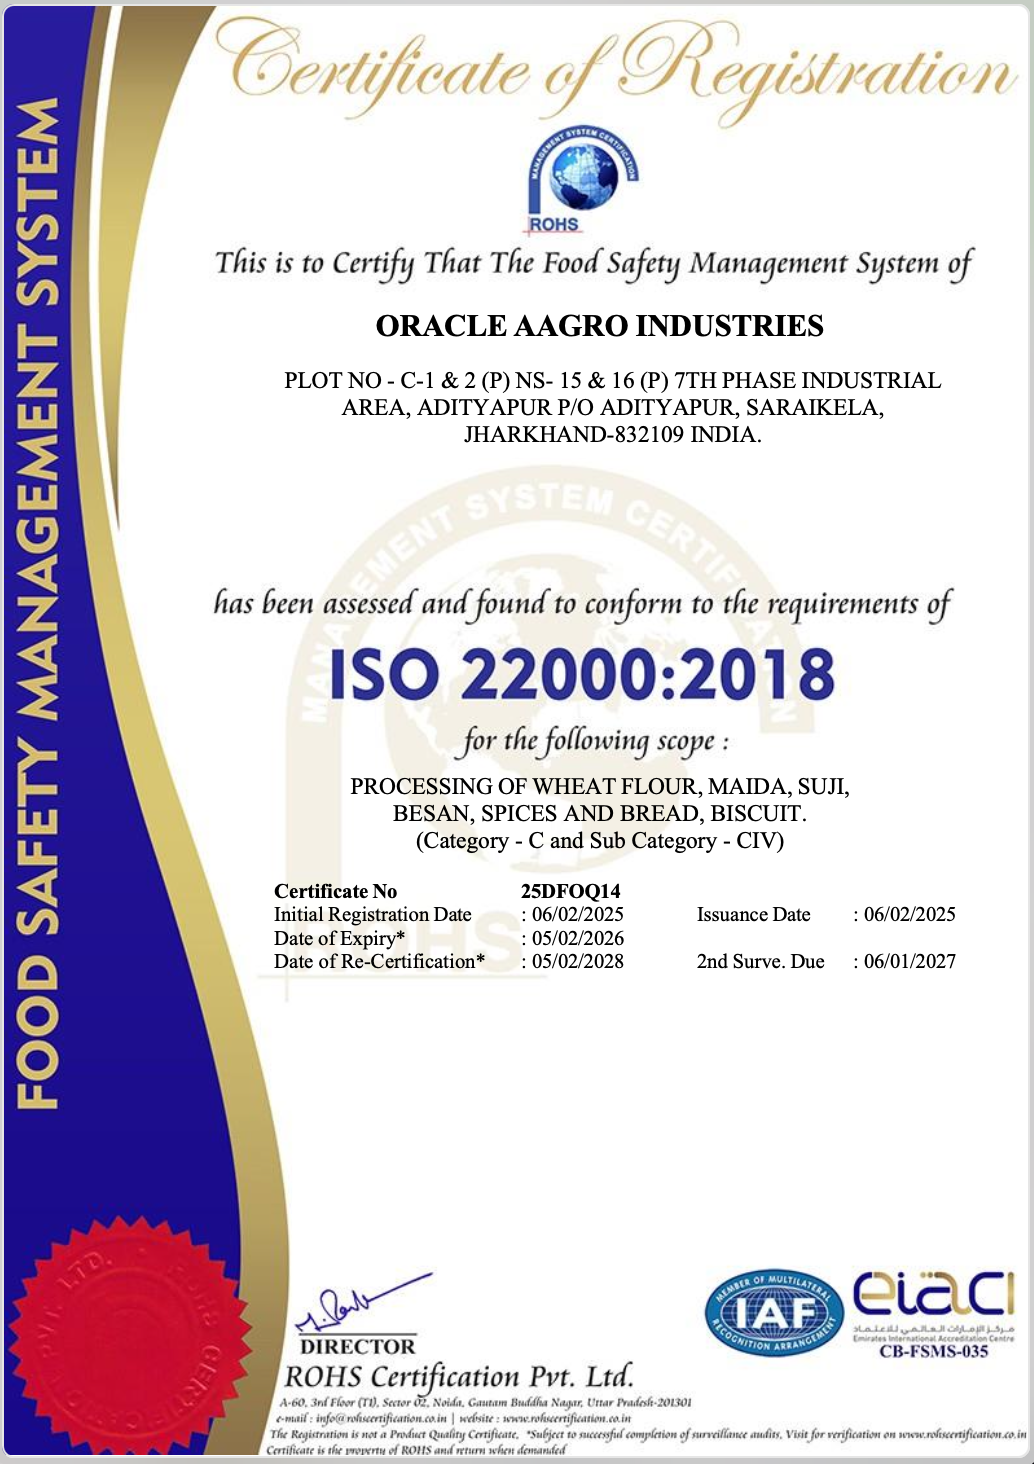 Certificate of Registration
MANAGEMENT SYSTEM CERTIFICATION
ROHS
This is to Certify That The Food Safety Management System of
ORACLE AAGRO INDUSTRIES
PLOT NO - C-1 & 2 (P) NS- 15 & 16 (P) 7TH PHASE INDUSTRIAL
AREA, ADITYAPUR P/O ADITYAPUR, SARAIKELA,
JHARKHAND-832109 INDIA.
MANAGEMENT SYSTEM CERTIFICATION
has been assessed and found to conform to the requirements of
ISO 22000:2018
for the following scope :
PROCESSING OF WHEAT FLOUR, MAIDA, SUJI,
BESAN, SPICES AND BREAD, BISCUIT.
(Category - C and Sub Category - CIV)
Certificate No 25DFOQ14
Initial Registration Date : 06/02/2025 Issuance Date : 06/02/2025
Date of Expiry* : 05/02/2026
Date of Re-Certification* : 05/02/2028 2nd Surve. Due : 06/01/2027
ROHS
FOOD SAFETY MANAGEMENT SYSTEM
DIRECTOR
ROHS Certification Pvt. Ltd.
A-60, 3rd Floor (T1), Sector 02, Noida, Gautam Buddha Nagar, Uttar Pradesh-201301
e-mail : info@rohscertification.co.in | website : www.rohscertification.co.in
The Registration is not a Product Quality Certificate. *Subject to successful completion of surveillance audits. Visit for verification on www.rohscertification.co.in
Certificate is the property of ROHS and return when demanded
MEMBER OF MULTILATERAL
IAF
RECOGNITION ARRANGEMENT
eiaci
مركز الإمارات العالمي للاعتماد
Emirates International Accreditation Centre
CB-FSMS-035